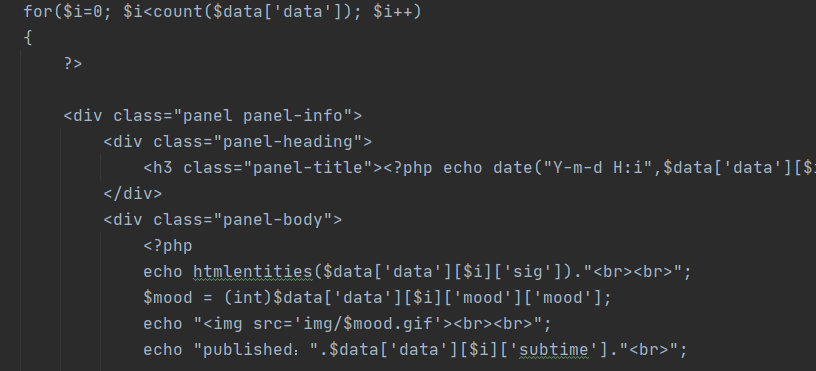 for($i=0; $i<count($data['data']); $i++)
{
?>
<div class="panel panel-info">
<div class="panel-heading">
<h3 class="panel-title"><?php echo date("Y-m-d H:i",$data['data'][$i
</div>
<div class="panel-body">
<?php
echo htmlentities($data['data'][$i]['sig'])."<br><br>";
$mood = (int)$data['data'][$i]['mood']['mood'];
echo "<img src='img/$mood.gif'><br><br>";
echo "published：".$data['data'][$i]['subtime']."<br>";